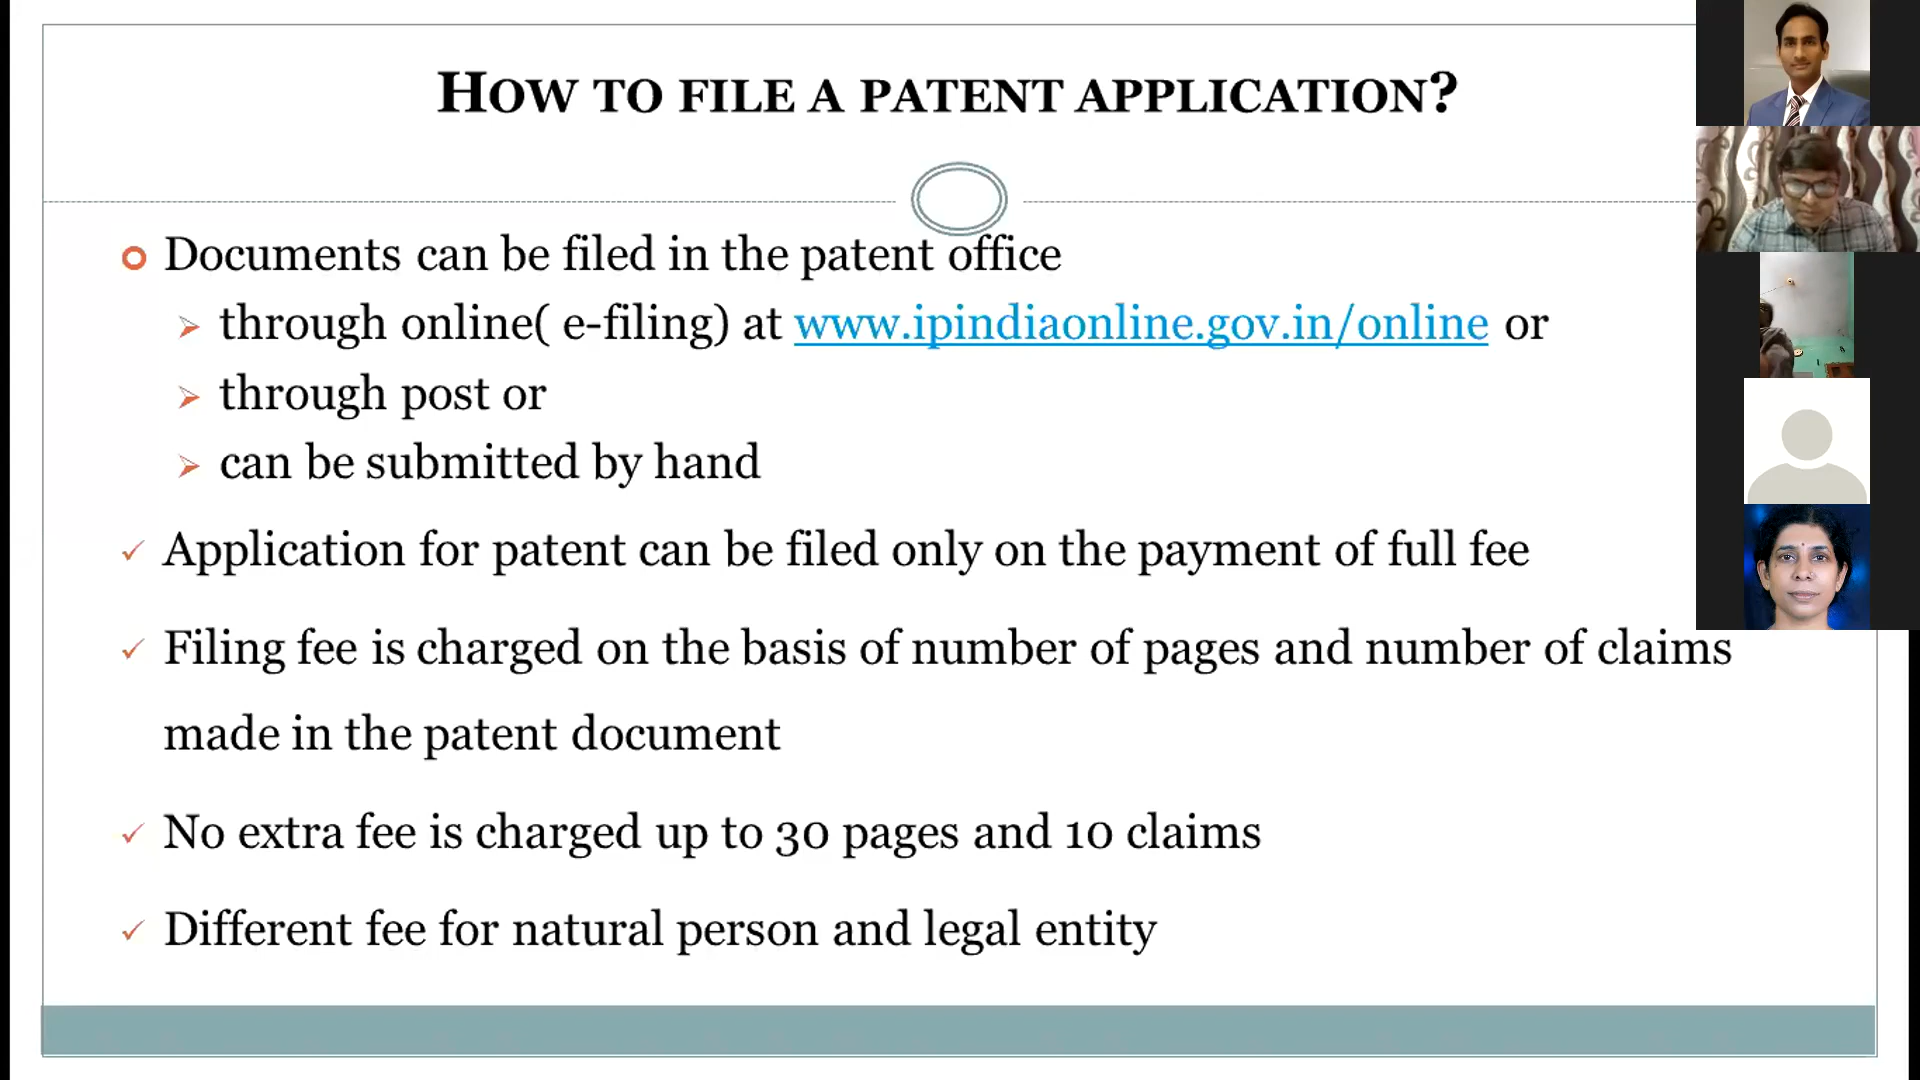 HOW TO FILE A PATENT APPLICATION?
Documents can be filed in the patent office
through online( e-filing) at www.ipindiaonline.gov.in/online or
through post or
can be submitted by hand
Application for patent can be filed only on the payment of full fee
Filing fee is charged on the basis of number of pages and number of claims
made in the patent document
No extra fee is charged up to 30 pages and 10 claims
Different fee for natural person and legal entity